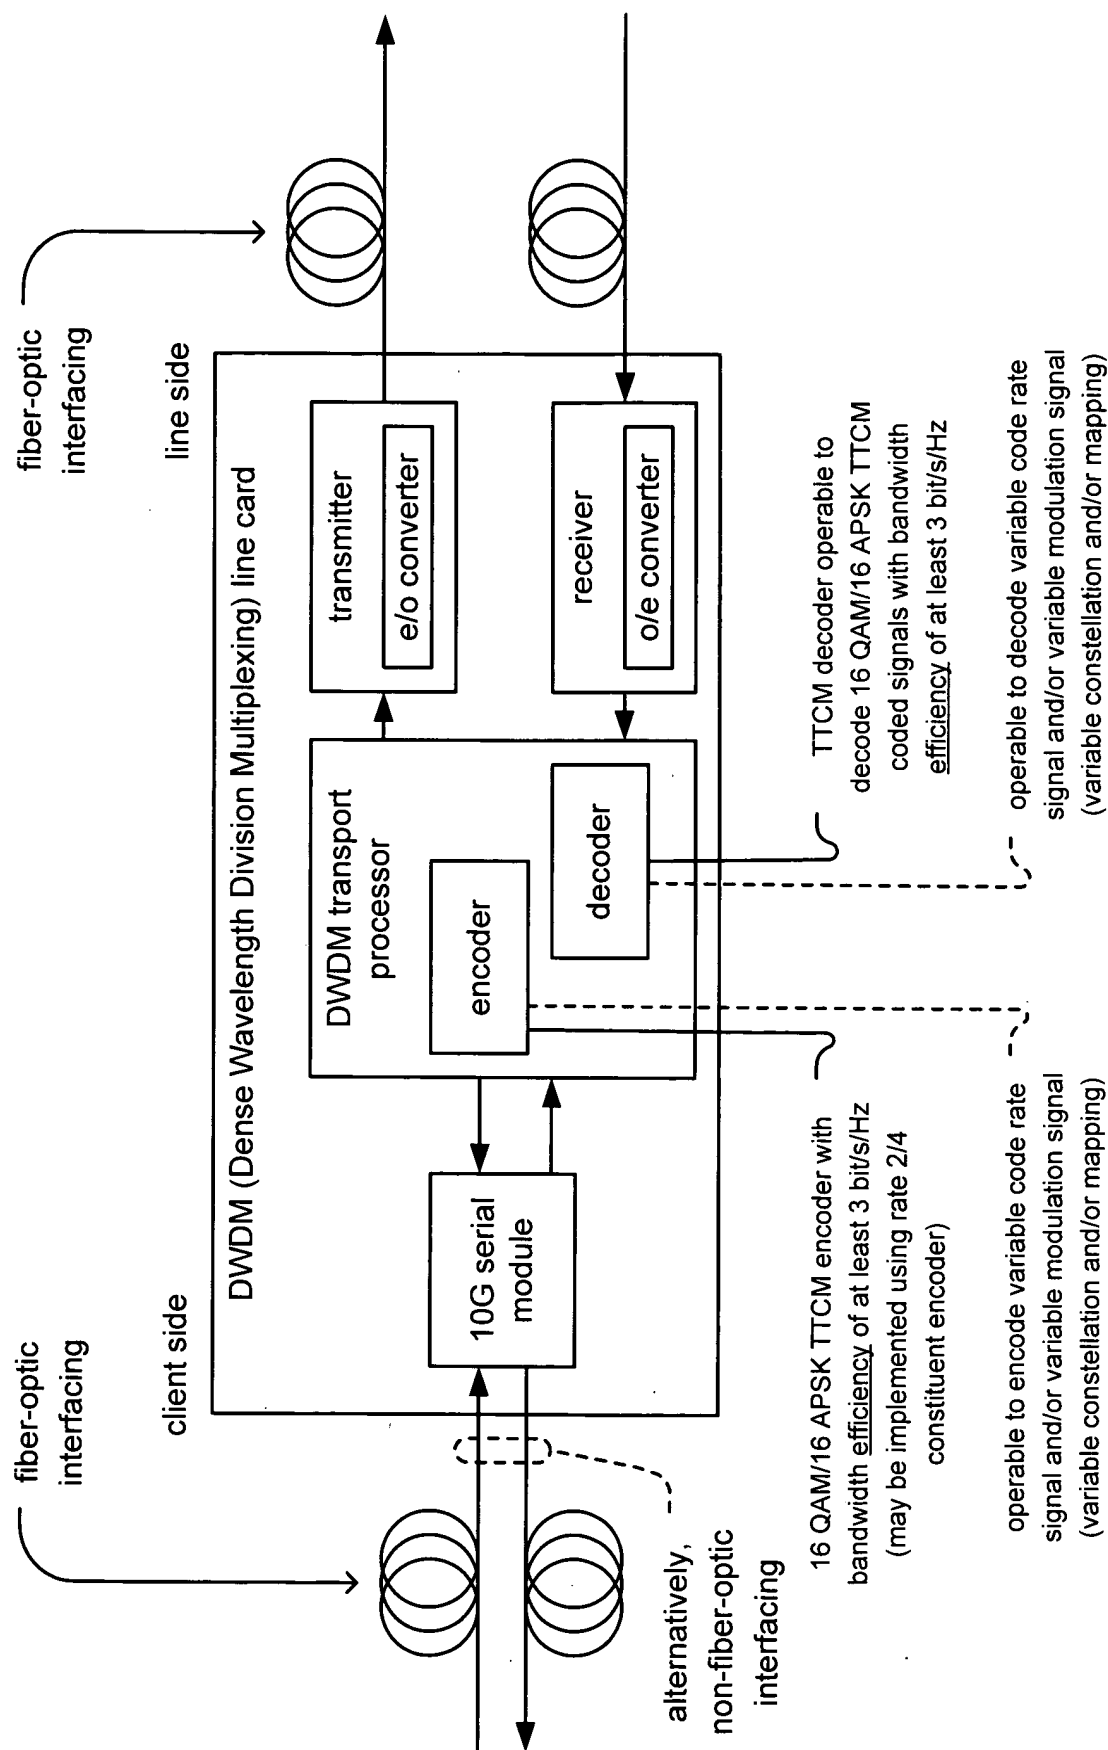 fiber-optic
interfacing
client side
fiber-optic
interfacing
line side
DWDM (Dense Wavelength Division Multiplexing) line card
10G serial
module
DWDM transport
processor
encoder
decoder
transmitter
e/o converter
receiver
o/e converter
alternatively,
non-fiber-optic
interfacing
16 QAM/16 APSK TTCM encoder with
bandwidth efficiency of at least 3 bit/s/Hz
(may be implemented using rate 2/4
constituent encoder)
TTCM decoder operable to
decode 16 QAM/16 APSK TTCM
coded signals with bandwidth
efficiency of at least 3 bit/s/Hz
operable to encode variable code rate
signal and/or variable modulation signal
(variable constellation and/or mapping)
operable to decode variable code rate
signal and/or variable modulation signal
(variable constellation and/or mapping)